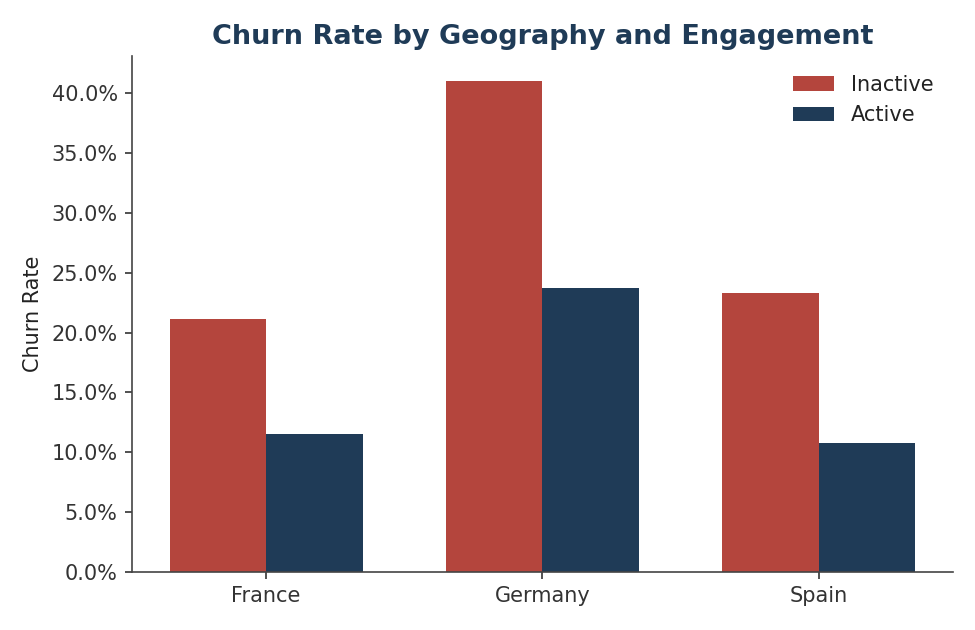 Churn Rate by Geography and Engagement
Inactive
Active
Churn Rate
40.0%
35.0%
30.0%
25.0%
20.0%
15.0%
10.0%
5.0%
0.0%
France Germany Spain